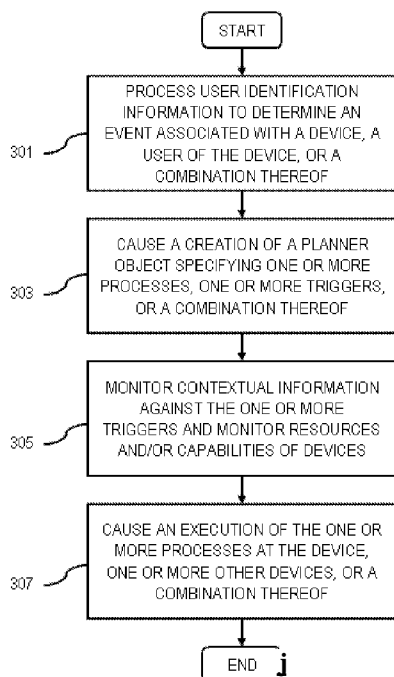 START
PROCESS USER IDENTIFICATION
INFORMATION TO DETERMINE AN
EVENT ASSOCIATED WITH A DEVICE, A
USER OF THE DEVICE, OR A
COMBINATION THEREOF
301
CAUSE A CREATION OF A PLANNER
OBJECT SPECIFYING ONE OR MORE
PROCESSES, ONE OR MORE TRIGGERS,
OR A COMBINATION THEREOF
303
MONITOR CONTEXTUAL INFORMATION
AGAINST THE ONE OR MORE
TRIGGERS AND MONITOR RESOURCES
AND/OR CAPABILITIES OF DEVICES
305
CAUSE AN EXECUTION OF THE ONE OR
MORE PROCESSES AT THE DEVICE,
ONE OR MORE OTHER DEVICES, OR A
COMBINATION THEREOF
307
END j